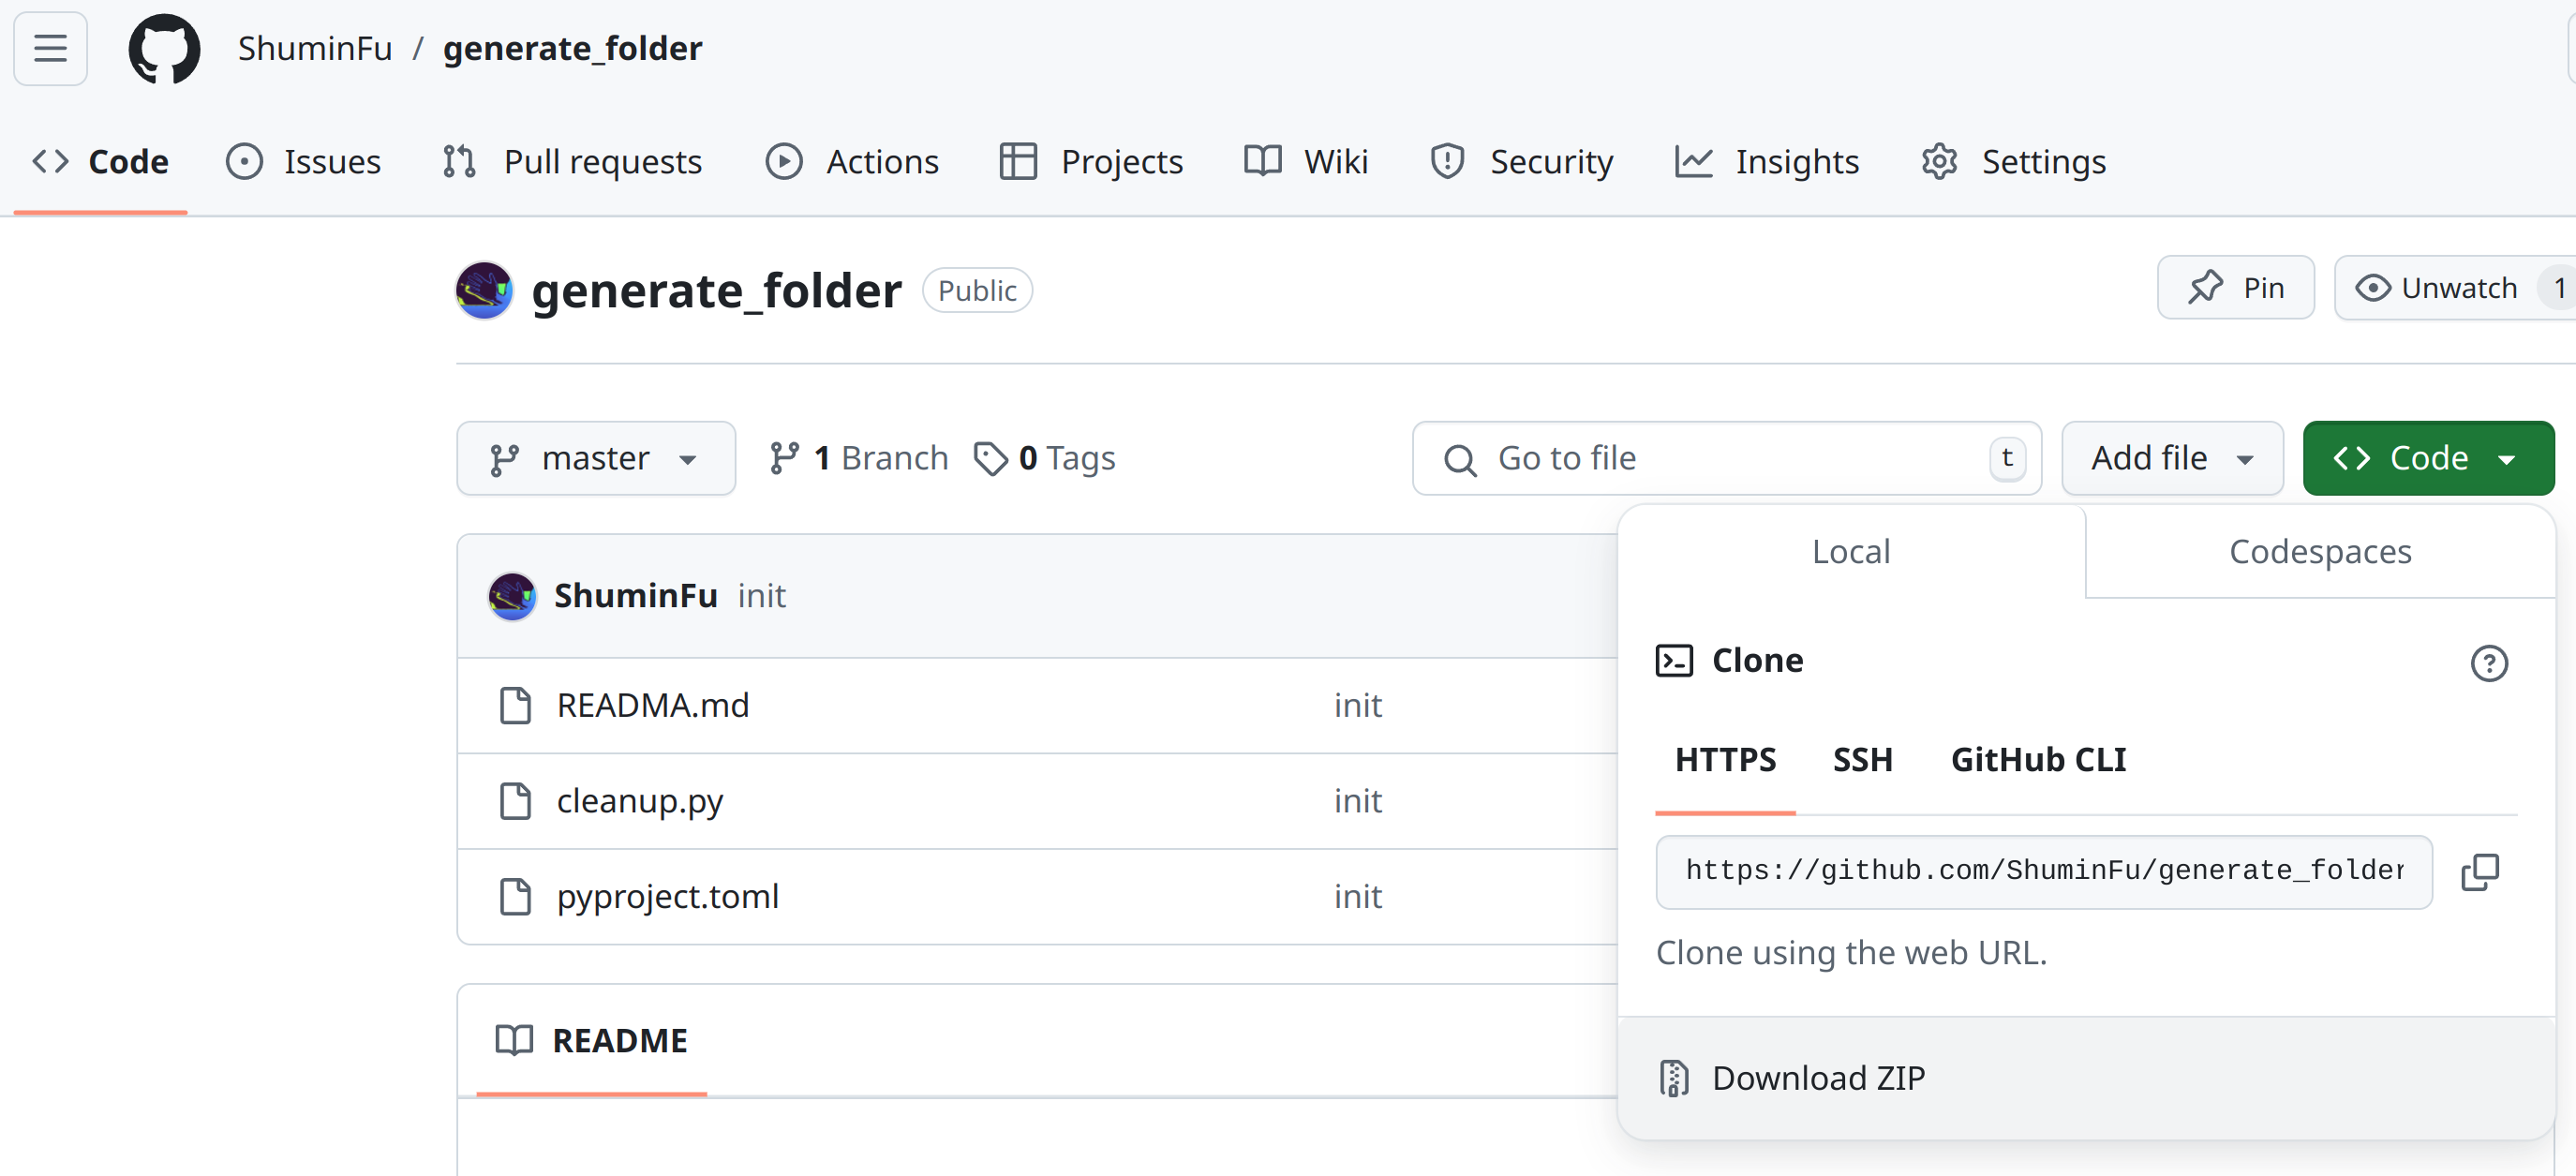 ShuminFu / generate_folder
Code Issues Pull requests Actions Projects Wiki Security Insights Settings
generate_folder Public
Pin Unwatch 1
master 1 Branch 0 Tags
Go to file t Add file Code
Local Codespaces
ShuminFu init
Clone
READMA.md init
HTTPS SSH GitHub CLI
cleanup.py init
https://github.com/ShuminFu/generate_folder
pyproject.toml init
Clone using the web URL.
README
Download ZIP